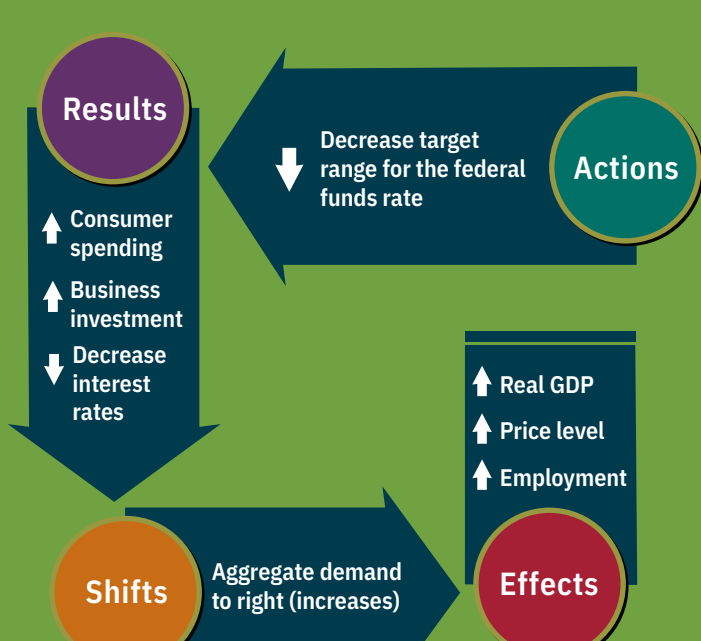 Actions
Decrease target
range for the federal
funds rate
Results
Consumer
spending
Business
investment
Decrease
interest
rates
Shifts
Aggregate demand
to right (increases)
Effects
Real GDP
Price level
Employment